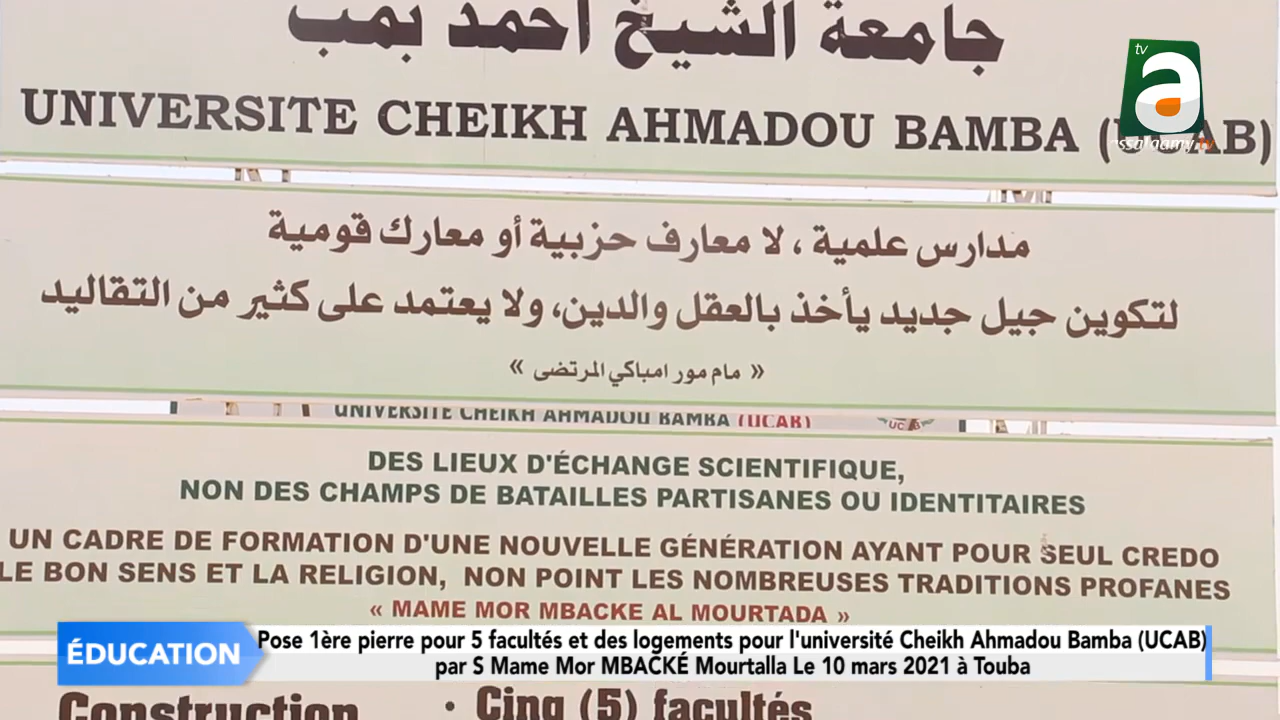 جامعة الشيخ أحمد بمب
UNIVERSITE CHEIKH AHMADOU BAMBA (UCAB)
tv
a
assalaamu.tv
مدارس علمية ، لا معارف حزبية أو معارك قومية
لتكوين جيل جديد يأخذ بالعقل والدين، ولا يعتمد على كثير من التقاليد
« مام مور امباكي المرتضى »
UNIVERSITE CHEIKH AHMADOU BAMBA (UCAB)
UCAB
DES LIEUX D'ÉCHANGE SCIENTIFIQUE,
NON DES CHAMPS DE BATAILLES PARTISANES OU IDENTITAIRES
UN CADRE DE FORMATION D'UNE NOUVELLE GÉNÉRATION AYANT POUR SEUL CREDO
LE BON SENS ET LA RELIGION, NON POINT LES NOMBREUSES TRADITIONS PROFANES
« MAME MOR MBACKE AL MOURTADA »
ÉDUCATION
Pose 1ère pierre pour 5 facultés et des logements pour l'université Cheikh Ahmadou Bamba (UCAB)
par S Mame Mor MBACKÉ Mourtalla Le 10 mars 2021 à Touba
Construction
• Cinq (5) facultés